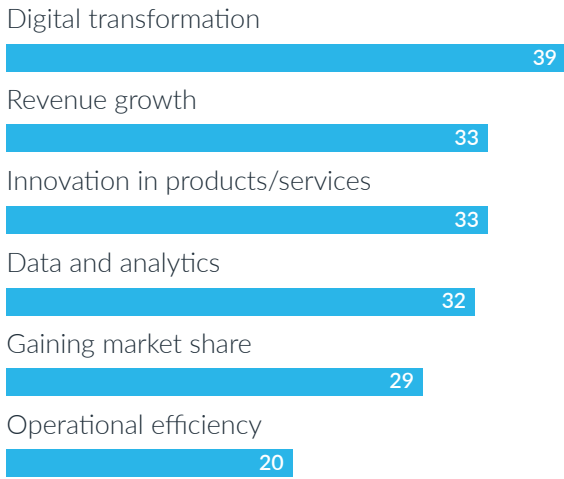 Digital transformation
39
Revenue growth
33
Innovation in products/services
33
Data and analytics
32
Gaining market share
29
Operational efficiency
20